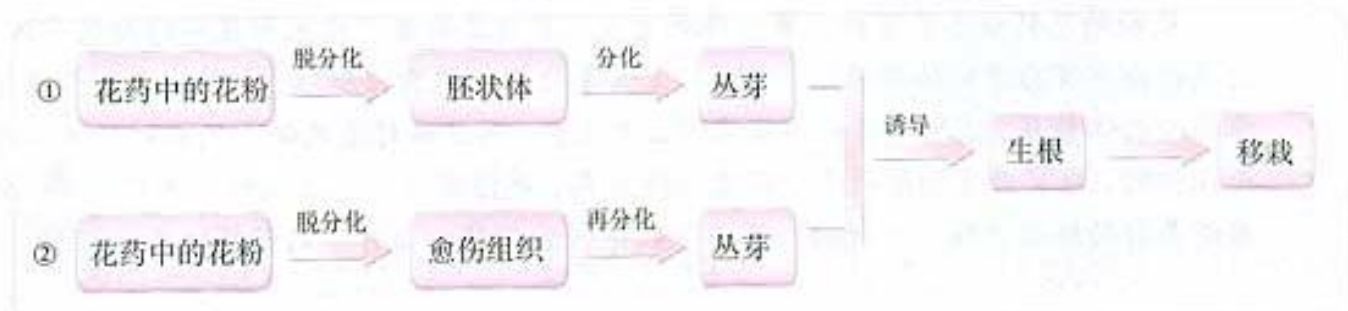 ① 花药中的花粉 脱分化 胚状体 分化 丛芽
诱导 生根 移栽
② 花药中的花粉 脱分化 愈伤组织 再分化 丛芽